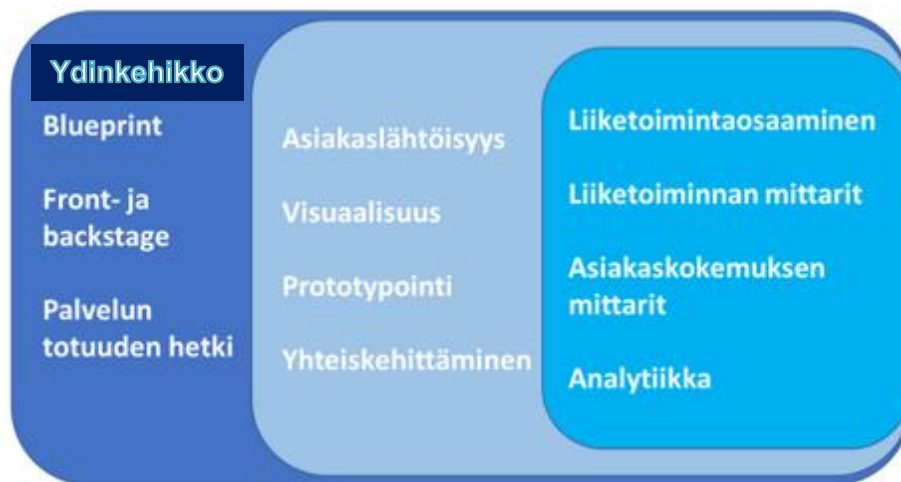 Ydinkehikko
Blueprint
Front- ja
backstage
Palvelun
totuuden hetki
Asiakaslähtöisyys
Visuaalisuus
Prototypointi
Yhteiskehittäminen
Liiketoimintaosaaminen
Liiketoiminnan mittarit
Asiakaskokemuksen
mittarit
Analytiikka